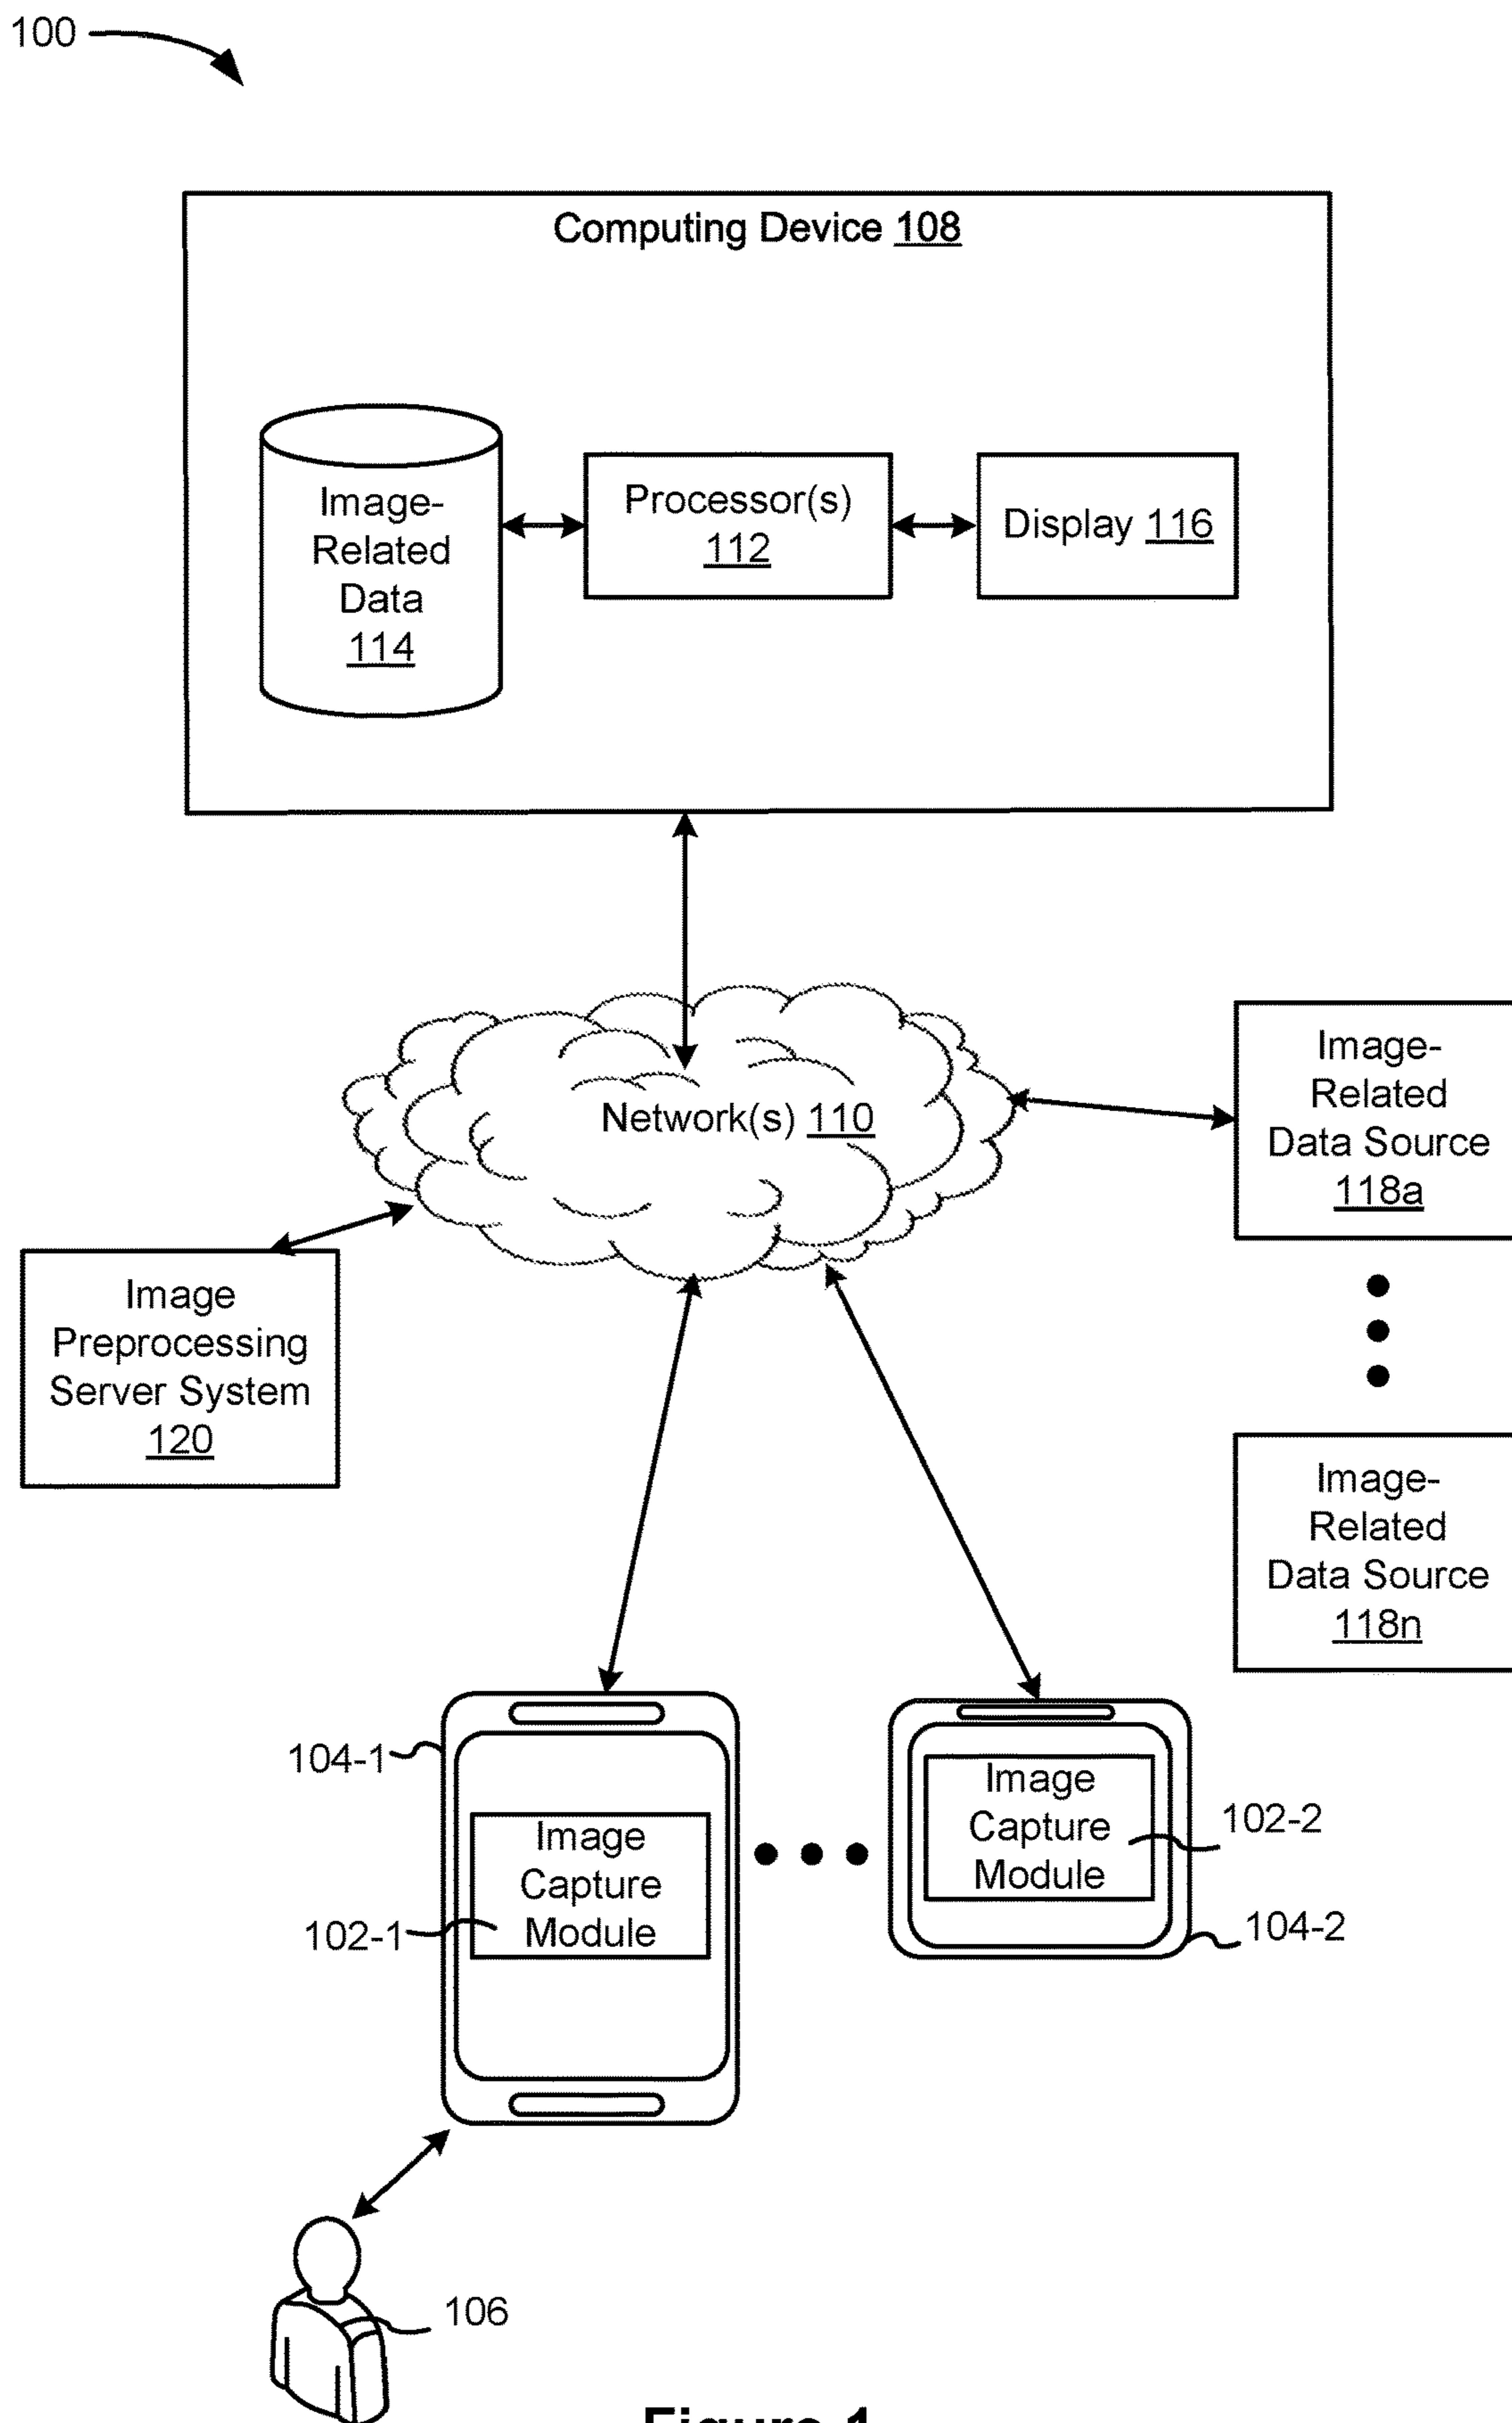 100
Computing Device 108
Image-
Related
Data
114
Processor(s)
112
Display 116
Network(s) 110
Image-
Related
Data Source
118a
Image
Preprocessing
Server System
120
Image-
Related
Data Source
118n
104-1
Image
Capture
Module
102-1
Image
Capture
Module
102-2
104-2
106
Figure 1